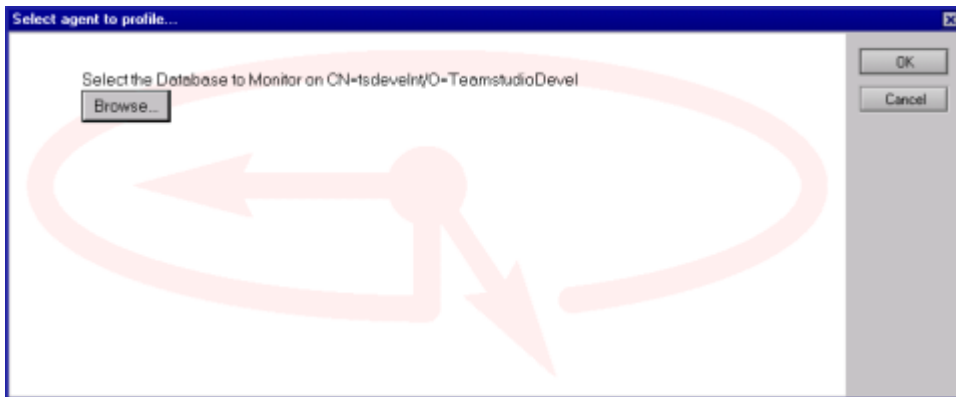 Select agent to profile...
Select the Database to Monitor on CN=tsdevelnt/O=TeamstudioDevel
Browse...
OK
Cancel